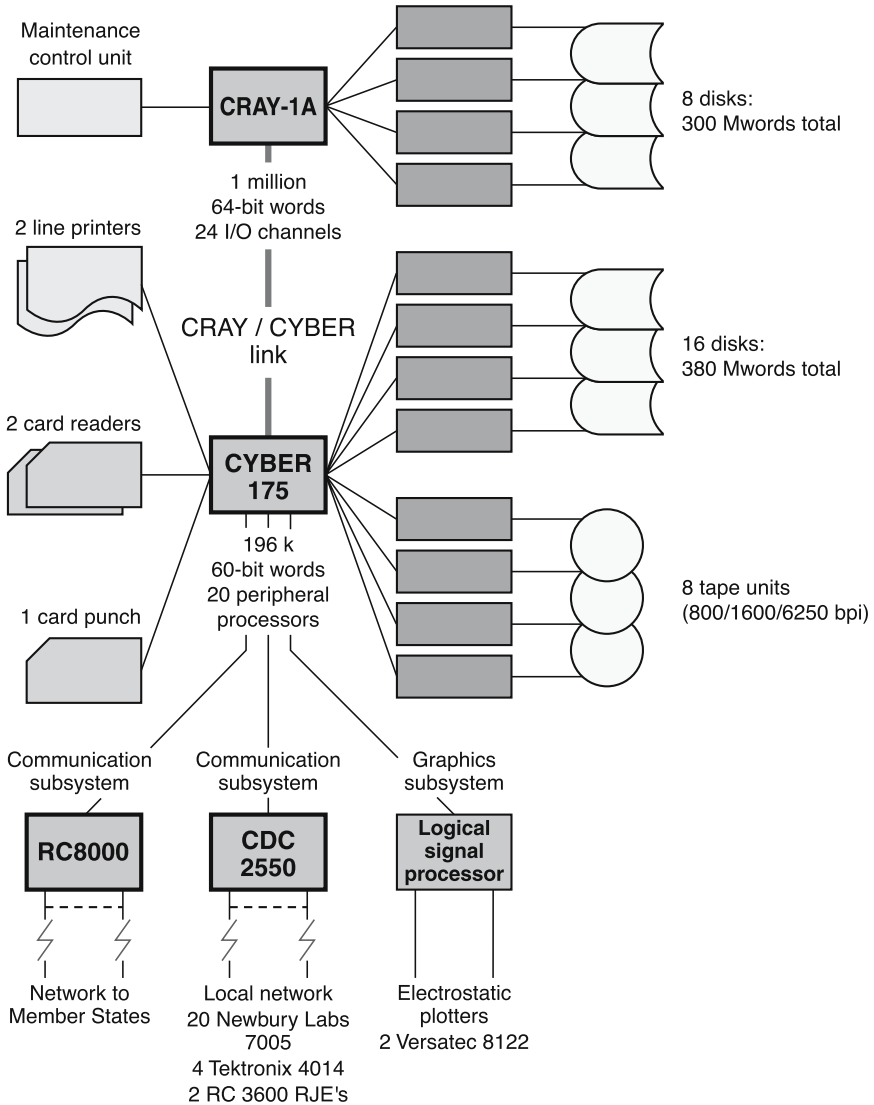 Maintenance
control unit
CRAY-1A
8 disks:
300 Mwords total
1 million
64-bit words
24 I/O channels
2 line printers
CRAY / CYBER
link
16 disks:
380 Mwords total
2 card readers
CYBER
175
196 k
60-bit words
20 peripheral
processors
8 tape units
(800/1600/6250 bpi)
1 card punch
Communication
subsystem
Communication
subsystem
Graphics
subsystem
RC8000
CDC
2550
Logical
signal
processor
Network to
Member States
Local network
20 Newbury Labs
7005
4 Tektronix 4014
2 RC 3600 RJE's
Electrostatic
plotters
2 Versatec 8122